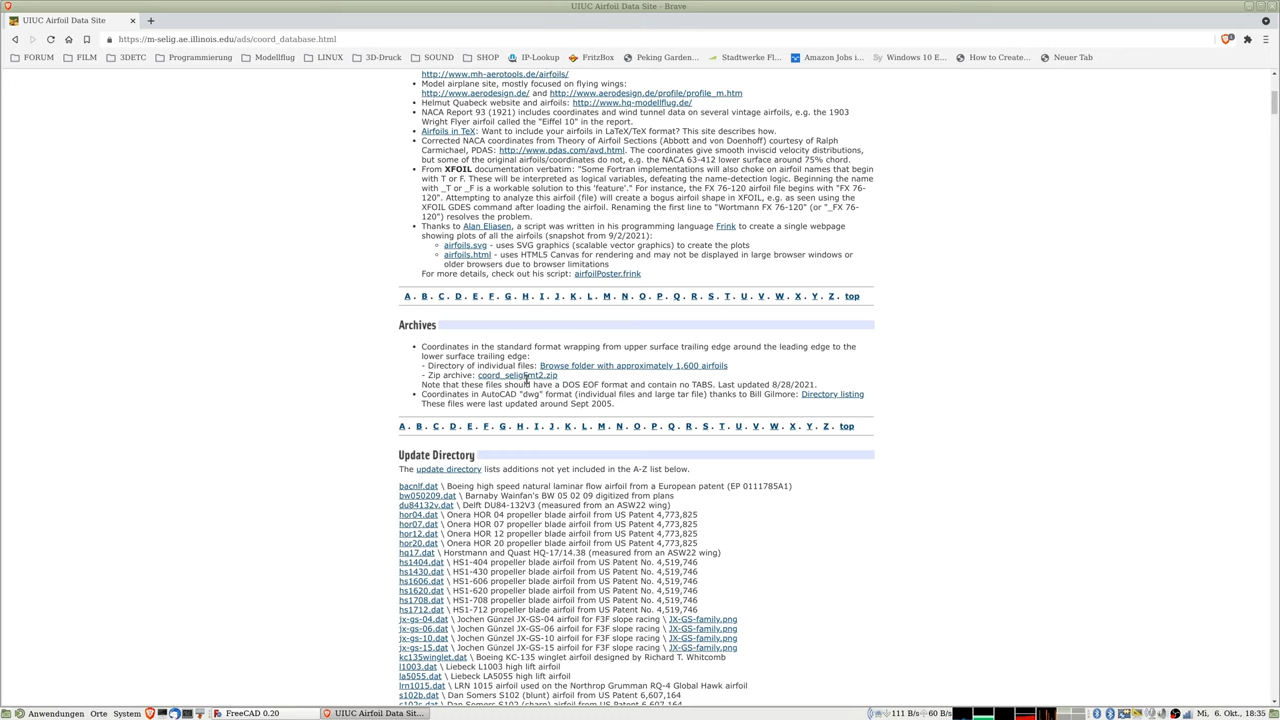 UIUC Airfoil Data Site - Brave
UIUC Airfoil Data Site
https://m-selig.ae.illinois.edu/ads/coord_database.html
FORUM FILM 3DETC Programmierung Modellflug LINUX 3D-Druck SOUND SHOP IP-Lookup FritzBox Peking Garden... Stadtwerke Fl... Amazon Jobs i... Windows 10 E... How to Create... Neuer Tab
http://www.mh-aerotools.de/airfoils/
• Model airplane site, mostly focused on flying wings:
http://www.aerodesign.de/ and http://www.aerodesign.de/profile/profile_m.htm
• Helmut Quabeck website and airfoils: http://www.hq-modellflug.de/
• NACA Report 93 (1921) includes coordinates and wind tunnel data on several vintage airfoils, e.g. the 1903
Wright Flyer airfoil called the "Eiffel 10" in the report.
• Airfoils in TeX: Want to include your airfoils in LaTeX/TeX format? This site describes how.
• Corrected NACA coordinates from Theory of Airfoil Sections (Abbott and von Doenhoff) courtesy of Ralph
Carmichael, PDAS: http://www.pdas.com/avd.html. The coordinates give smooth inviscid velocity distributions,
but some of the original airfoils/coordinates do not, e.g. the NACA 63-412 lower surface around 75% chord.
• From XFOIL documentation verbatim: "Some Fortran implementations will also choke on airfoil names that begin
with T or F. These will be interpreted as logical variables, defeating the name-detection logic. Beginning the
name with _T or _F is a workable solution to this 'feature'." For instance, the FX 76-120 airfoil file begins with "FX 76-
120". Attempting to analyze this airfoil (file) will create a bogus airfoil shape in XFOIL, e.g. as seen using the
XFOIL GDES command after loading the airfoil. Renaming the first line to "Wortmann FX 76-120" (or "_FX 76-
120") resolves the problem.
• Thanks to Alan Eliasen, a script was written in his programming language Frink to create a single webpage
showing plots of all the airfoils (snapshot from 9/2/2021):
airfoils.svg - uses SVG graphics (scalable vector graphics) to create the plots
airfoils.html - uses HTML5 Canvas for rendering and may not be displayed in large browser windows or
older browsers due to browser limitations
For more details, check out his script: airfoilPoster.frink
A . B . C . D . E . F . G . H . I . J . K . L . M . N . O . P . Q . R . S . T . U . V . W . X . Y . Z . top
Archives
• Coordinates in the standard format wrapping from upper surface trailing edge around the leading edge to the
lower surface trailing edge:
- Directory of individual files: Browse folder with approximately 1,600 airfoils
- Zip archive: coord_seligFmt2.zip
Note that these files should have a DOS EOF format and contain no TABS. Last updated 8/28/2021.
• Coordinates in AutoCAD "dwg" format (individual files and large tar file) thanks to Bill Gilmore: Directory listing
These files were last updated around Sept 2005.
A . B . C . D . E . F . G . H . I . J . K . L . M . N . O . P . Q . R . S . T . U . V . W . X . Y . Z . top
Update Directory
The update directory lists additions not yet included in the A-Z list below.
bacnlf.dat \ Boeing high speed natural laminar flow airfoil from a European patent (EP 0111785A1)
bw050209.dat \ Barnaby Wainfan's BW 05 02 09 digitized from plans
du84132v.dat \ Delft DU84-132V3 (measured from an ASW22 wing)
hor04.dat \ Onera HOR 04 propeller blade airfoil from US Patent 4,773,825
hor07.dat \ Onera HOR 07 propeller blade airfoil from US Patent 4,773,825
hor12.dat \ Onera HOR 12 propeller blade airfoil from US Patent 4,773,825
hor20.dat \ Onera HOR 20 propeller blade airfoil from US Patent 4,773,825
hq17.dat \ Horstmann and Quast HQ-17/14.38 (measured from an ASW22 wing)
hs1404.dat \ HS1-404 propeller blade airfoil from US Patent No. 4,519,746
hs1430.dat \ HS1-430 propeller blade airfoil from US Patent No. 4,519,746
hs1606.dat \ HS1-606 propeller blade airfoil from US Patent No. 4,519,746
hs1620.dat \ HS1-620 propeller blade airfoil from US Patent No. 4,519,746
hs1708.dat \ HS1-708 propeller blade airfoil from US Patent No. 4,519,746
hs1712.dat \ HS1-712 propeller blade airfoil from US Patent No. 4,519,746
jx-gs-04.dat \ Jochen Günzel JX-GS-04 airfoil for F3F slope racing \ JX-GS-family.png
jx-gs-06.dat \ Jochen Günzel JX-GS-06 airfoil for F3F slope racing \ JX-GS-family.png
jx-gs-10.dat \ Jochen Günzel JX-GS-10 airfoil for F3F slope racing \ JX-GS-family.png
jx-gs-15.dat \ Jochen Günzel JX-GS-15 airfoil for F3F slope racing \ JX-GS-family.png
kc135winglet.dat \ Boeing KC-135 winglet airfoil designed by Richard T. Whitcomb
l1003.dat \ Liebeck L1003 high lift airfoil
la5055.dat \ Liebeck LA5055 high lift airfoil
lrn1015.dat \ LRN 1015 airfoil used on the Northrop Grumman RQ-4 Global Hawk airfoil
s102b.dat \ Dan Somers S102 (blunt) airfoil from US Patent 6,607,164
Anwendungen Orte System FreeCAD 0.20 UIUC Airfoil Data Sit... 111 B/s 60 B/s Mi, 6. Okt., 18:35